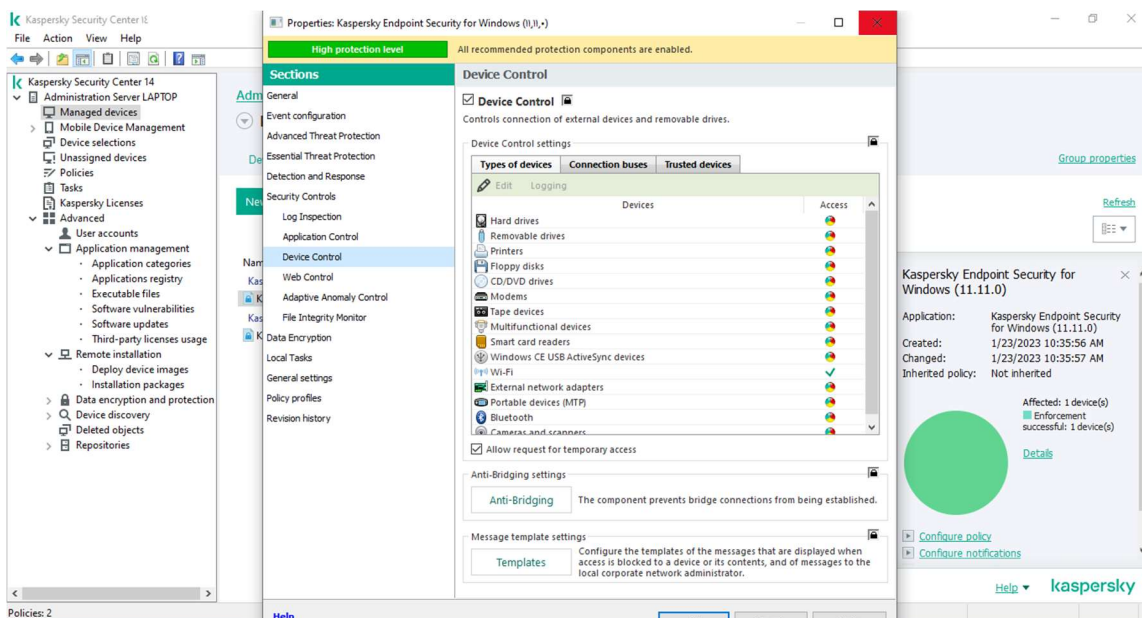 Kaspersky Security Center 14
File Action View Help
Kaspersky Security Center 14
Administration Server LAPTOP
Managed devices
Mobile Device Management
Device selections
Unassigned devices
Policies
Tasks
Kaspersky Licenses
Advanced
User accounts
Application management
Application categories
Applications registry
Executable files
Software vulnerabilities
Software updates
Third-party licenses usage
Remote installation
Deploy device images
Installation packages
Data encryption and protection
Device discovery
Deleted objects
Repositories
Policies: 2
Adm
De
New
Nam
Kas
K
Kas
K
Properties: Kaspersky Endpoint Security for Windows
High protection level
All recommended protection components are enabled.
Sections
General
Event configuration
Advanced Threat Protection
Essential Threat Protection
Detection and Response
Security Controls
Log Inspection
Application Control
Device Control
Web Control
Adaptive Anomaly Control
File Integrity Monitor
Data Encryption
Local Tasks
General settings
Policy profiles
Revision history
Help
Device Control
Device Control
Controls connection of external devices and removable drives.
Device Control settings
Types of devices Connection buses Trusted devices
Edit Logging
Devices Access
Hard drives
Removable drives
Printers
Floppy disks
CD/DVD drives
Modems
Tape devices
Multifunctional devices
Smart card readers
Windows CE USB ActiveSync devices
Wi-Fi
External network adapters
Portable devices (MTP)
Bluetooth
Cameras and scanners
Allow request for temporary access
Anti-Bridging settings
Anti-Bridging The component prevents bridge connections from being established.
Message template settings
Templates
Configure the templates of the messages that are displayed when
access is blocked to a device or its contents, and of messages to the
local corporate network administrator.
Group properties
Refresh
Kaspersky Endpoint Security for
Windows (11.11.0)
Application: Kaspersky Endpoint Security
for Windows (11.11.0)
Created: 1/23/2023 10:35:56 AM
Changed: 1/23/2023 10:35:57 AM
Inherited policy: Not inherited
Affected: 1 device(s)
Enforcement
successful: 1 device(s)
Details
Configure policy
Configure notifications
Help kaspersky